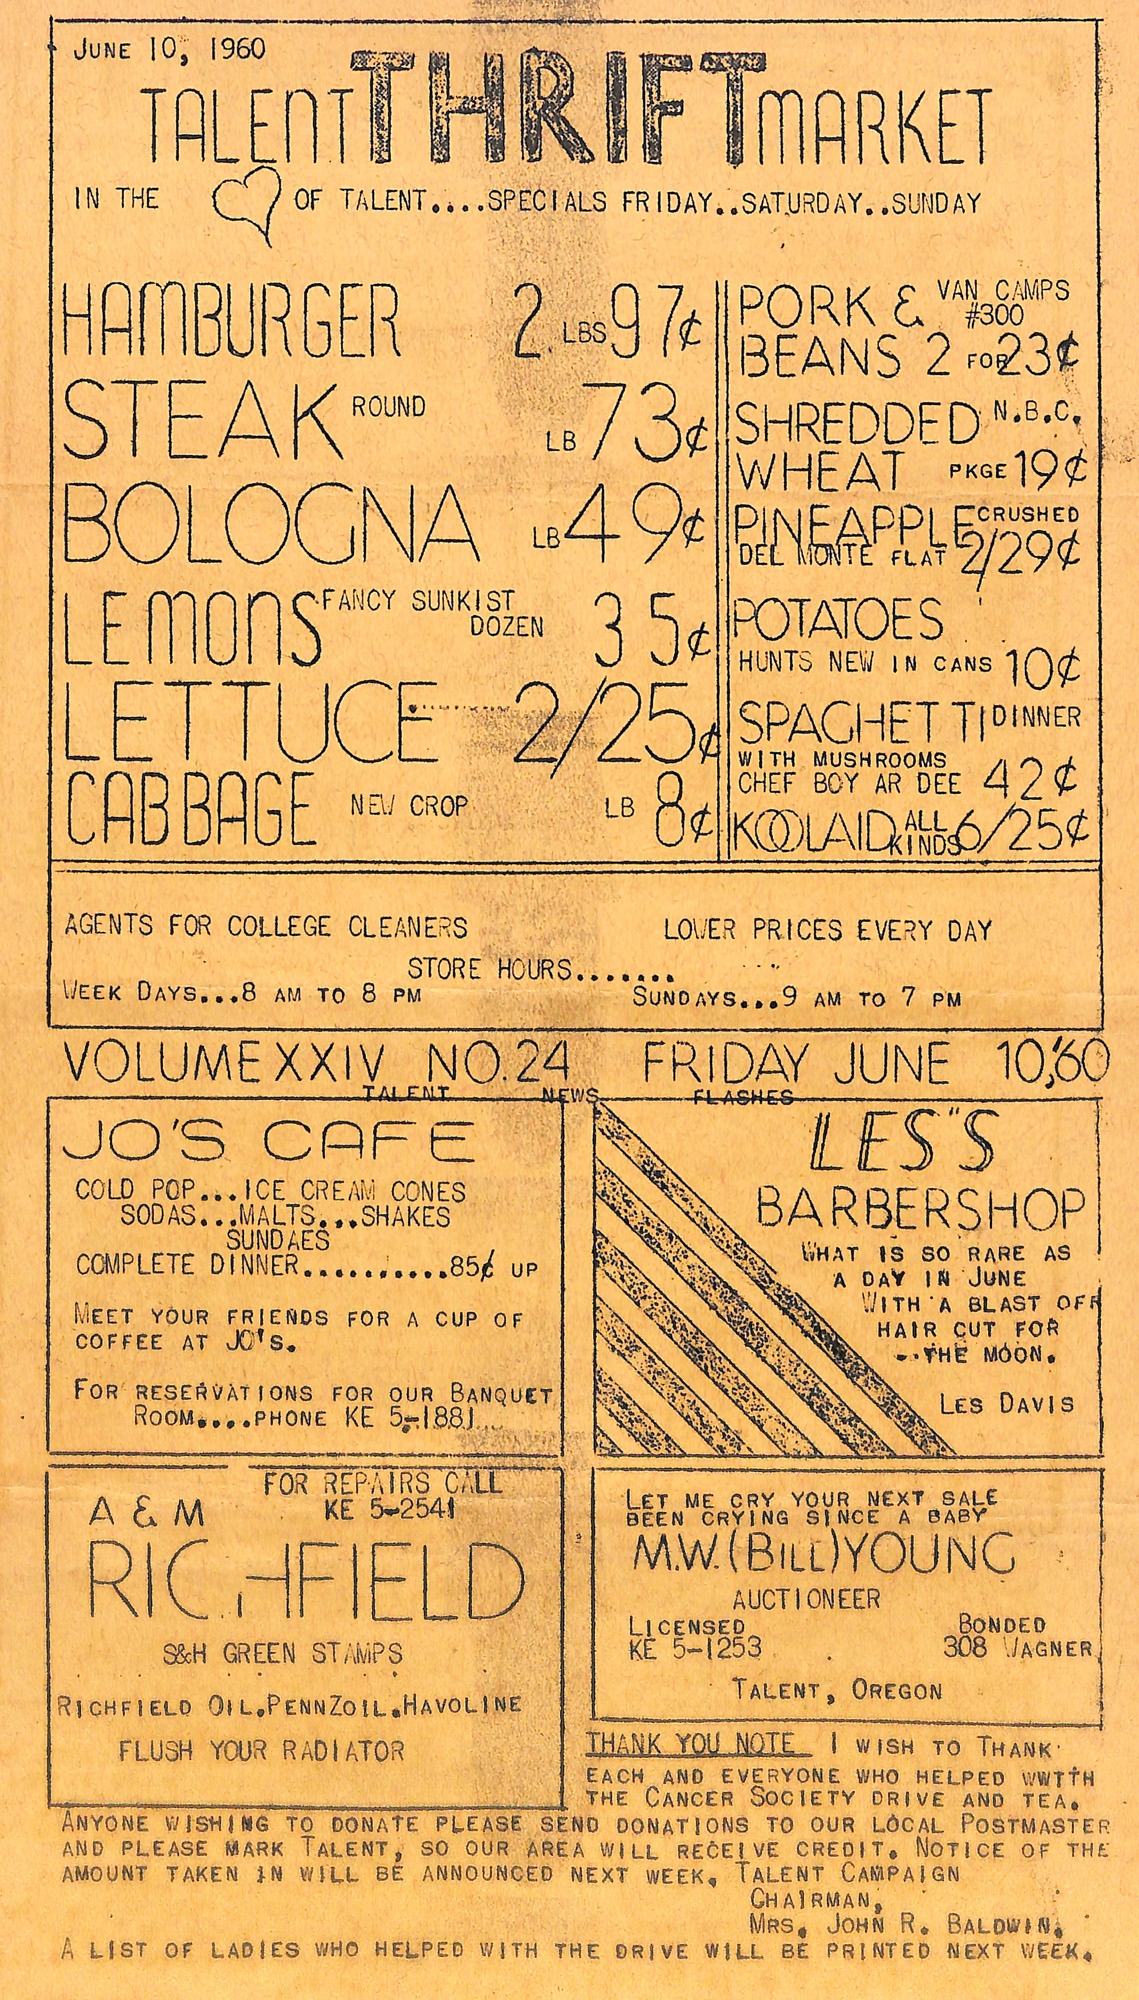 JUNE 10, 1960
TALENT THRIFT MARKET
IN THE OF TALENT....SPECIALS FRIDAY..SATURDAY..SUNDAY
HAMBURGER 2 LBS 97¢
STEAK ROUND LB 73¢
BOLOGNA LB 49¢
LEMONS FANCY SUNKIST
DOZEN 35¢
LETTUCE 2/25¢
CABBAGE NEW CROP LB 8¢
PORK & VAN CAMPS
#300
BEANS 2 FOR 23¢
SHREDDED N.B.C.
WHEAT PKGE 19¢
PINEAPPLE CRUSHED
DEL MONTE FLAT 2/29¢
POTATOES
HUNTS NEW IN CANS 10¢
SPAGHETTI DINNER
WITH MUSHROOMS
CHEF BOY AR DEE 42¢
KOOLAID ALL
KINDS 6/25¢
AGENTS FOR COLLEGE CLEANERS LOWER PRICES EVERY DAY
STORE HOURS.......
WEEK DAYS...8 AM TO 8 PM SUNDAYS...9 AM TO 7 PM
VOLUME XXIV NO.24 FRIDAY JUNE 10,'60
TALENT NEWS FLASHES
JO'S CAFE
COLD POP...ICE CREAM CONES
SODAS...MALTS...SHAKES
SUNDAES
COMPLETE DINNER..........85¢ UP
MEET YOUR FRIENDS FOR A CUP OF
COFFEE AT JO'S.
FOR RESERVATIONS FOR OUR BANQUET
ROOM....PHONE KE 5-1881
LES"S
BARBERSHOP
WHAT IS SO RARE AS
A DAY IN JUNE
WITH A BLAST OFF
HAIR CUT FOR
..THE MOON.
LES DAVIS
FOR REPAIRS CALL
KE 5-2541
A & M
RICHFIELD
S&H GREEN STAMPS
RICHFIELD OIL.PENNZOIL.HAVOLINE
FLUSH YOUR RADIATOR
LET ME CRY YOUR NEXT SALE
BEEN CRYING SINCE A BABY
M.W.(BILL)YOUNG
AUCTIONEER
LICENSED BONDED
KE 5-1253 308 WAGNER
TALENT, OREGON
THANK YOU NOTE I WISH TO THANK
EACH AND EVERYONE WHO HELPED WWTTH
THE CANCER SOCIETY DRIVE AND TEA.
ANYONE WISHING TO DONATE PLEASE SEND DONATIONS TO OUR LOCAL POSTMASTER
AND PLEASE MARK TALENT, SO OUR AREA WILL RECEIVE CREDIT. NOTICE OF THE
AMOUNT TAKEN IN WILL BE ANNOUNCED NEXT WEEK. TALENT CAMPAIGN
CHAIRMAN,
MRS. JOHN R. BALDWIN.
A LIST OF LADIES WHO HELPED WITH THE DRIVE WILL BE PRINTED NEXT WEEK.